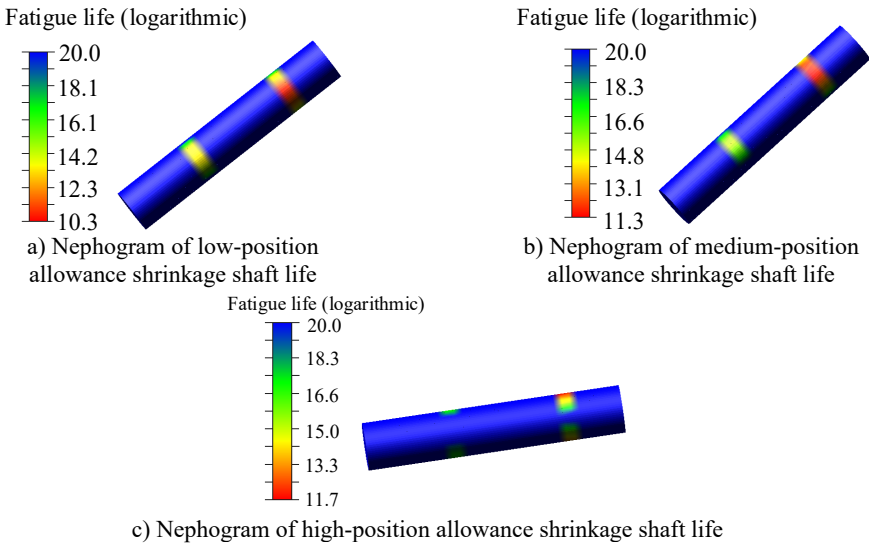 Fatigue life (logarithmic)
20.0
18.1
16.1
14.2
12.3
10.3
a) Nephogram of low-position
allowance shrinkage shaft life
Fatigue life (logarithmic)
20.0
18.3
16.6
14.8
13.1
11.3
b) Nephogram of medium-position
allowance shrinkage shaft life
Fatigue life (logarithmic)
20.0
18.3
16.6
15.0
13.3
11.7
c) Nephogram of high-position allowance shrinkage shaft life